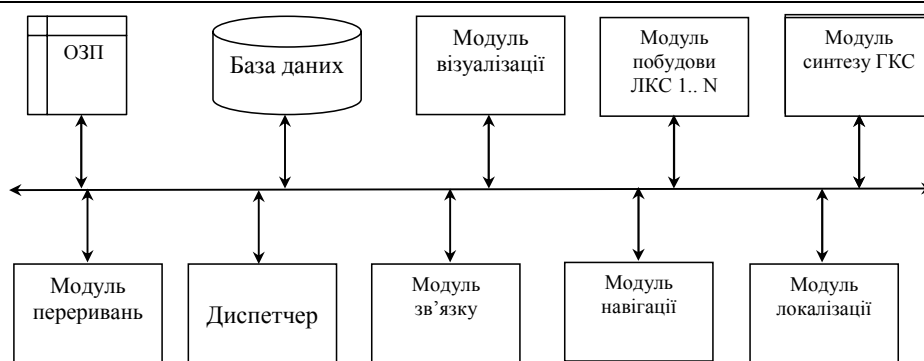 ОЗП
База даних
Модуль
візуалізації
Модуль
побудови
ЛКС 1.. N
Модуль
синтезу ГКС
Модуль
переривань
Диспетчер
Модуль
зв’язку
Модуль
навігації
Модуль
локалізації